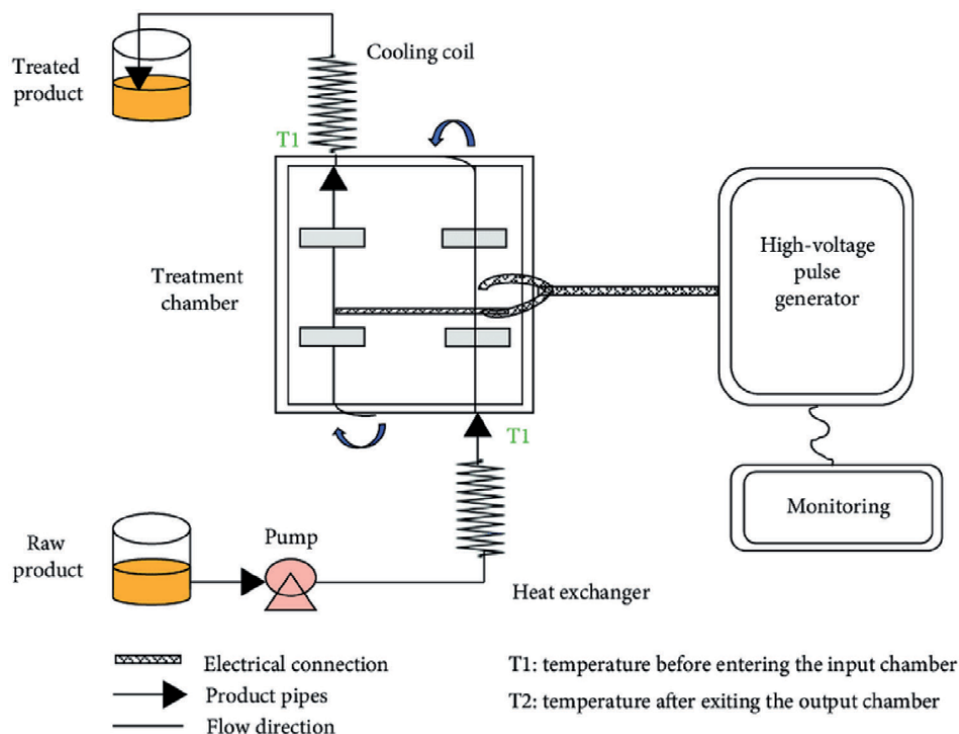 Cooling coil
Treated
product
T1
High-voltage
pulse
generator
Treatment
chamber
T1
Monitoring
Raw
product
Pump
Heat exchanger
Electrical connection
Product pipes
Flow direction
T1: temperature before entering the input chamber
T2: temperature after exiting the output chamber